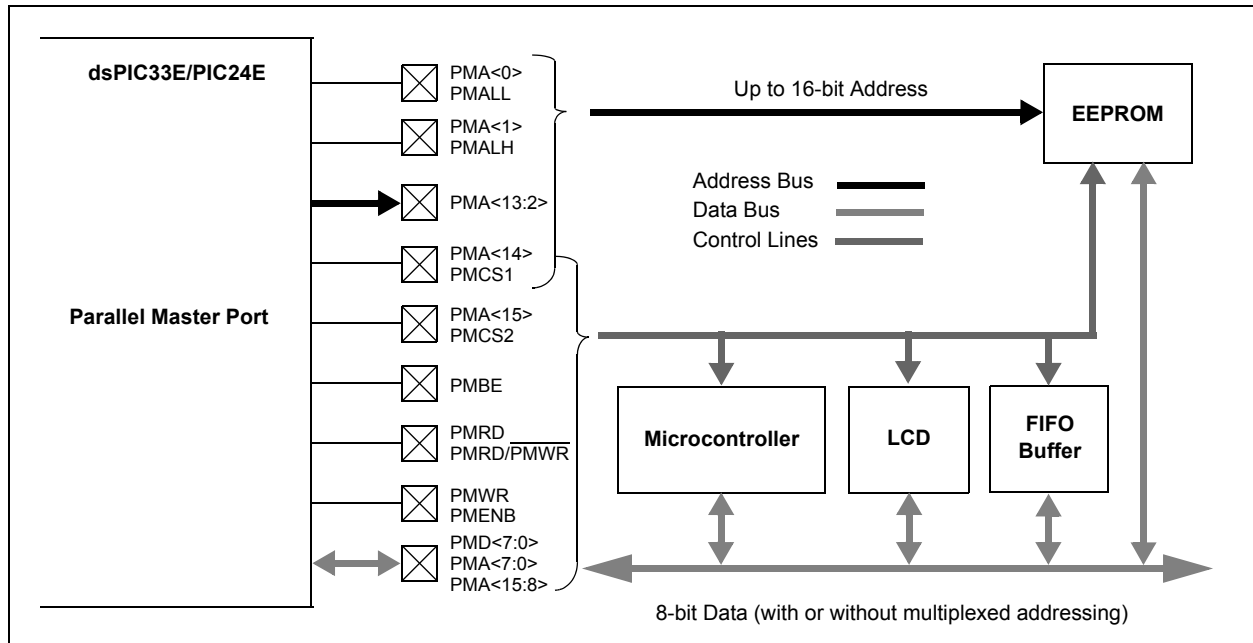 dsPIC33E/PIC24E
Parallel Master Port
PMA<0>
PMALL
PMA<1>
PMALH
PMA<13:2>
PMA<14>
PMCS1
PMA<15>
PMCS2
PMBE
PMRD
PMRD/PMWR
PMWR
PMENB
PMD<7:0>
PMA<7:0>
PMA<15:8>
Up to 16-bit Address
EEPROM
Address Bus
Data Bus
Control Lines
Microcontroller
LCD
FIFO
Buffer
8-bit Data (with or without multiplexed addressing)